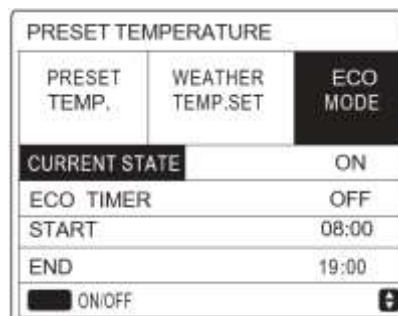 PRESET TEMPERATURE
PRESET TEMP. WEATHER TEMP.SET ECO MODE
CURRENT STATE ON
ECO TIMER OFF
START 08:00
END 19:00
ON/OFF